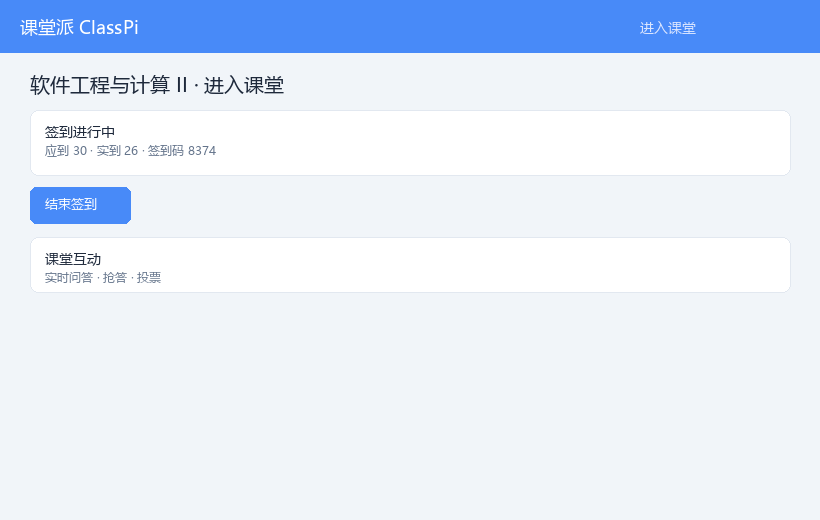 课堂派 ClassPi
进入课堂
软件工程与计算 II · 进入课堂
签到进行中
应到 30 · 实到 26 · 签到码 8374
结束签到
课堂互动
实时问答 · 抢答 · 投票